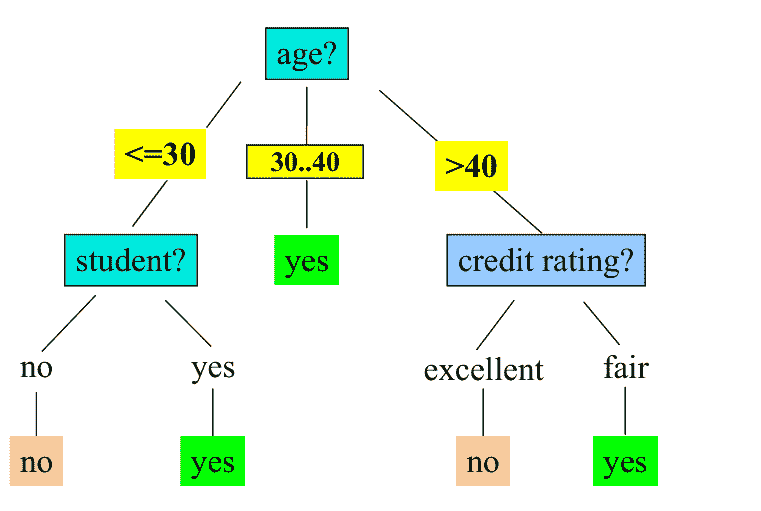 age?
<=30
30..40
>40
student?
yes
credit rating?
no
yes
excellent
fair
no
yes
no
yes